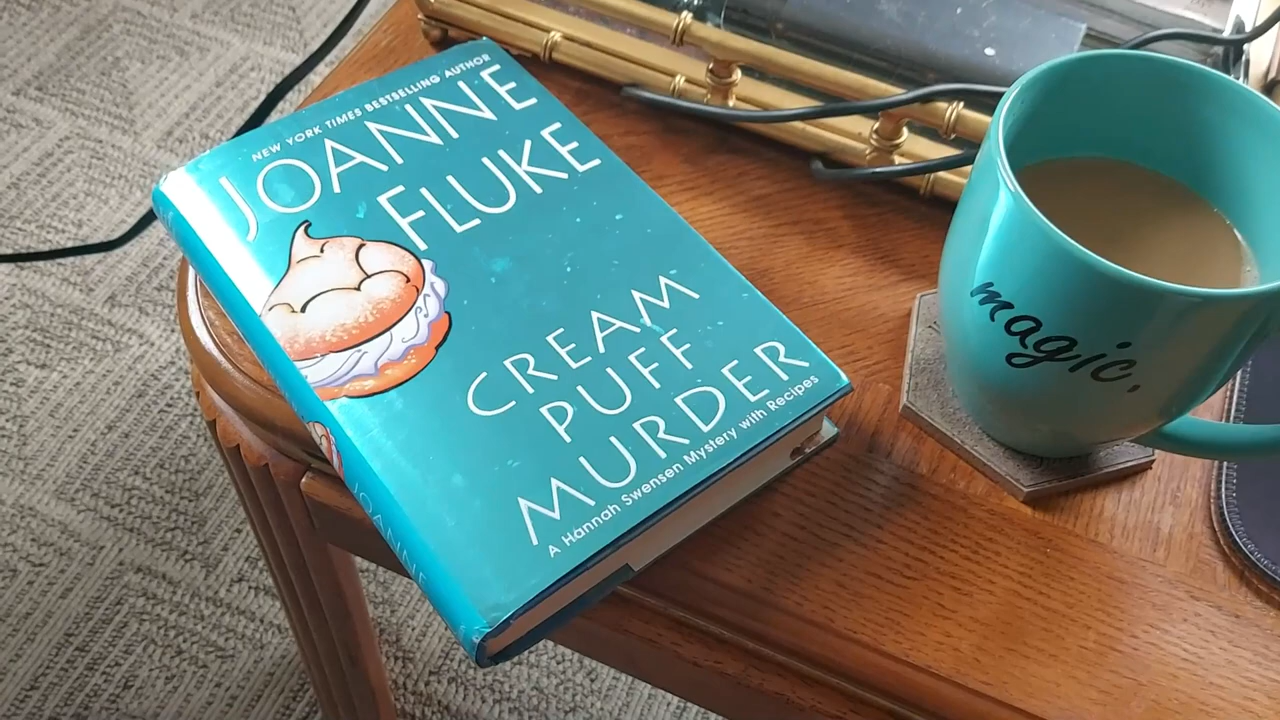 NEW YORK TIMES BESTSELLING AUTHOR
JOANNE
FLUKE
CREAM
PUFF
MURDER
A Hannah Swensen Mystery with Recipes
JOANNE
magic.